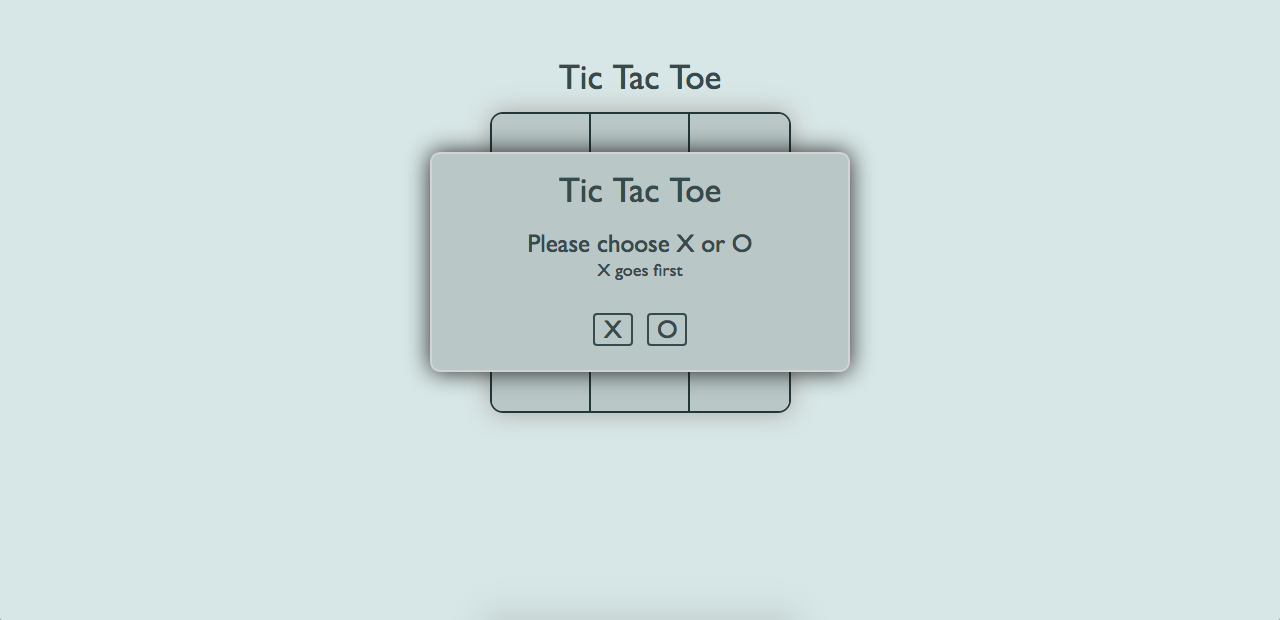 Tic Tac Toe
Tic Tac Toe
Please choose X or O
X goes first
X O